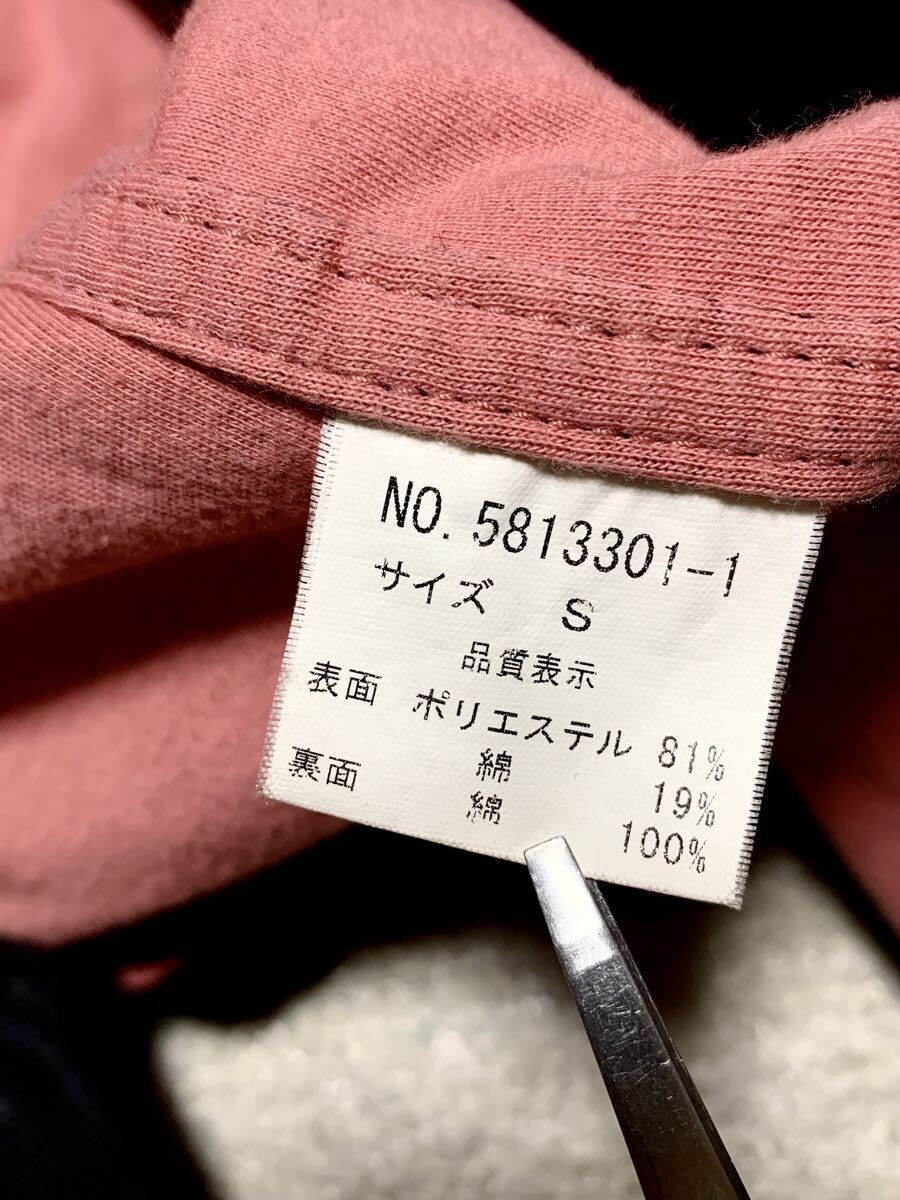 NO.5813301-1
サイズ S
品質表示
表面 ポリエステル 81%
綿 19%
裏面 綿 100%